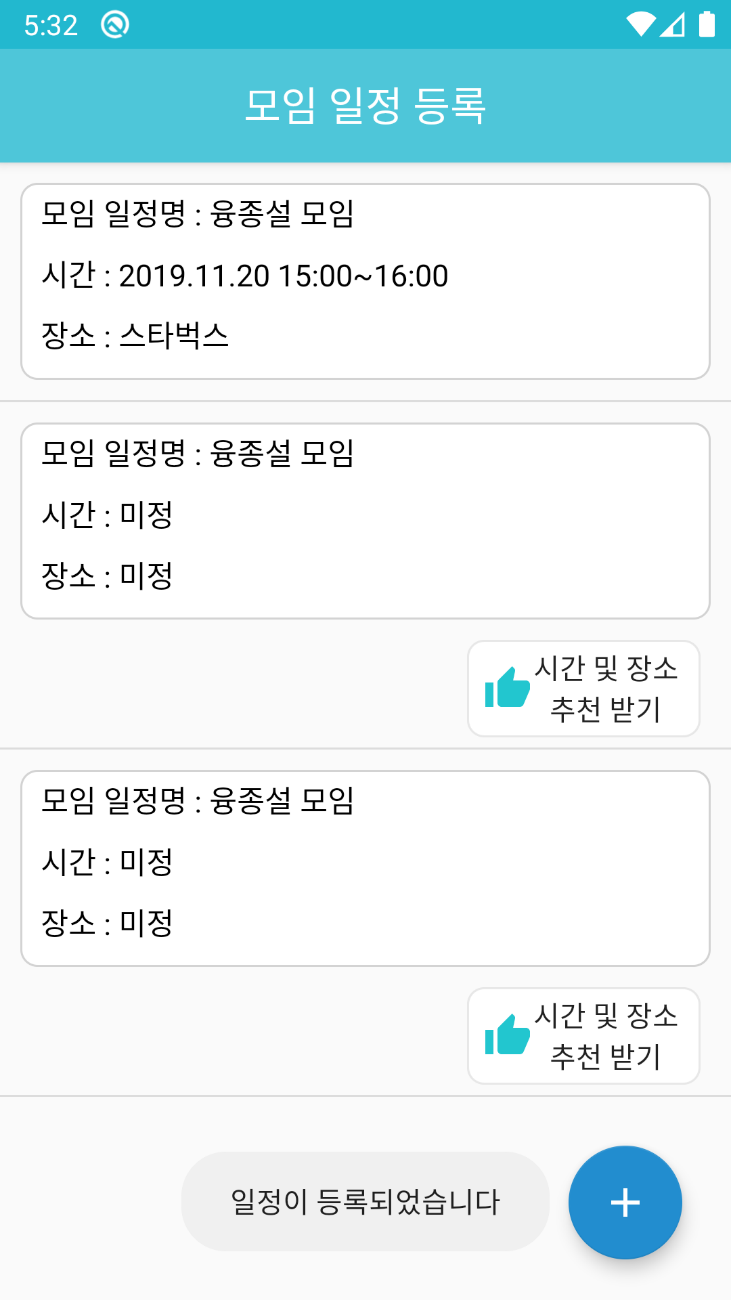 5:32
모임 일정 등록
모임 일정명 : 융종설 모임
시간 : 2019.11.20 15:00~16:00
장소 : 스타벅스
모임 일정명 : 융종설 모임
시간 : 미정
장소 : 미정
시간 및 장소
추천 받기
모임 일정명 : 융종설 모임
시간 : 미정
장소 : 미정
시간 및 장소
추천 받기
일정이 등록되었습니다
+